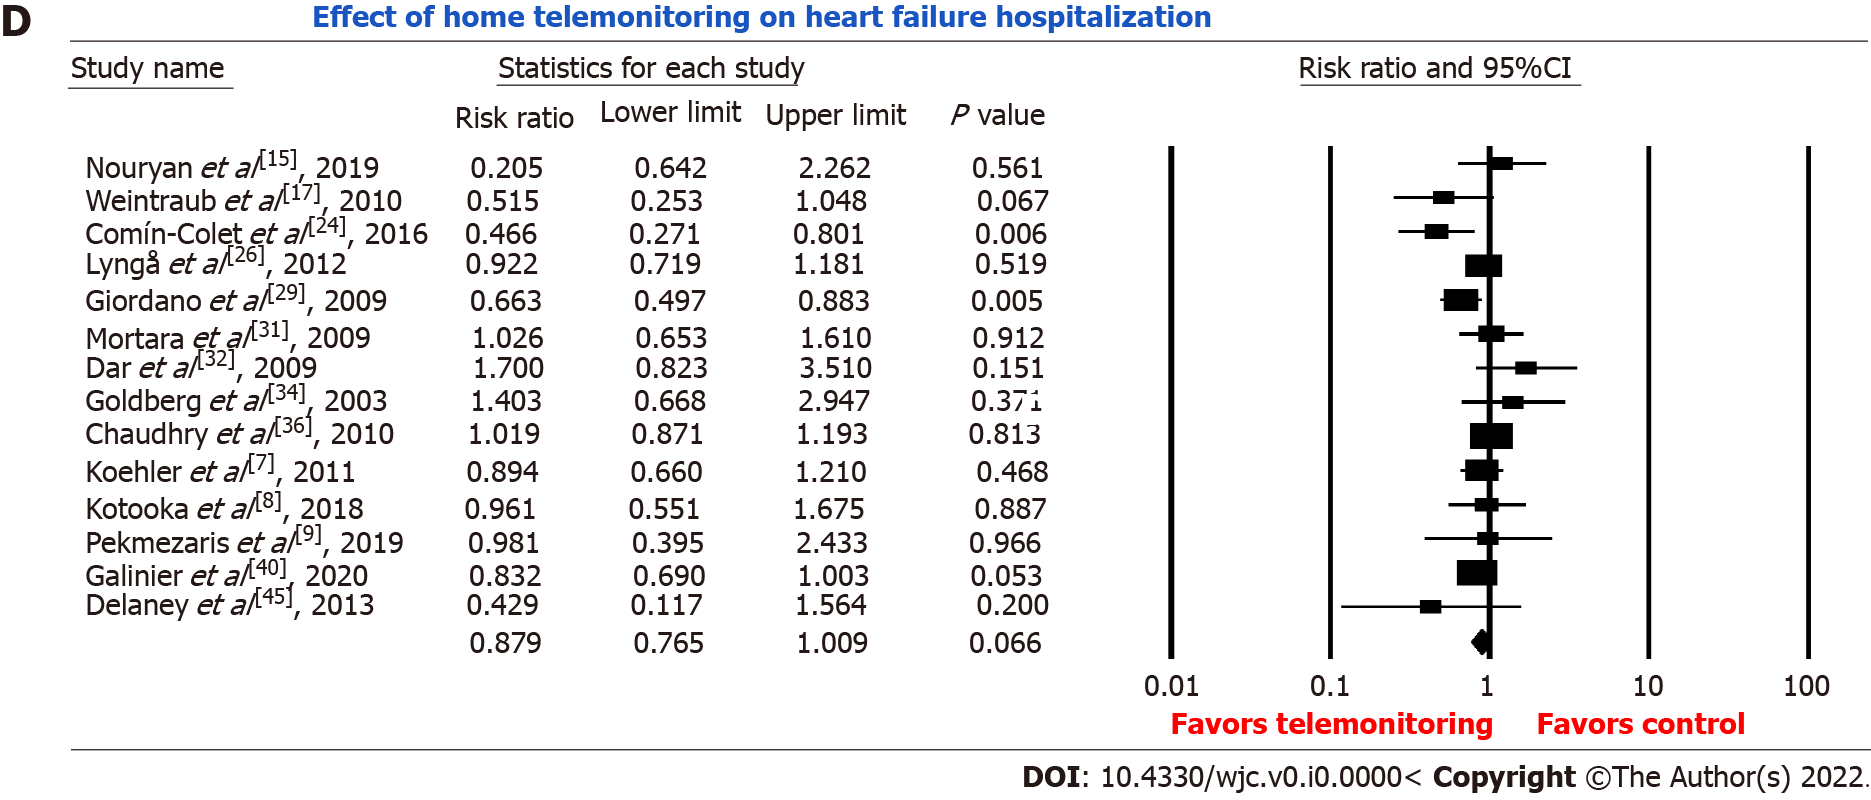 D Effect of home telemonitoring on heart failure hospitalization
Study name Statistics for each study Risk ratio and 95%CI
Risk ratio Lower limit Upper limit P value
Nouryan et al[15], 2019 0.205 0.642 2.262 0.561
Weintraub et al[17], 2010 0.515 0.253 1.048 0.067
Comín-Colet et al[24], 2016 0.466 0.271 0.801 0.006
Lyngå et al[26], 2012 0.922 0.719 1.181 0.519
Giordano et al[29], 2009 0.663 0.497 0.883 0.005
Mortara et al[31], 2009 1.026 0.653 1.610 0.912
Dar et al[32], 2009 1.700 0.823 3.510 0.151
Goldberg et al[34], 2003 1.403 0.668 2.947 0.371
Chaudhry et al[36], 2010 1.019 0.871 1.193 0.813
Koehler et al[7], 2011 0.894 0.660 1.210 0.468
Kotooka et al[8], 2018 0.961 0.551 1.675 0.887
Pekmezaris et al[9], 2019 0.981 0.395 2.433 0.966
Galinier et al[40], 2020 0.832 0.690 1.003 0.053
Delaney et al[45], 2013 0.429 0.117 1.564 0.200
0.879 0.765 1.009 0.066
0.01 0.1 1 10 100
Favors telemonitoring Favors control
DOI: 10.4330/wjc.v0.i0.0000< Copyright ©The Author(s) 2022.